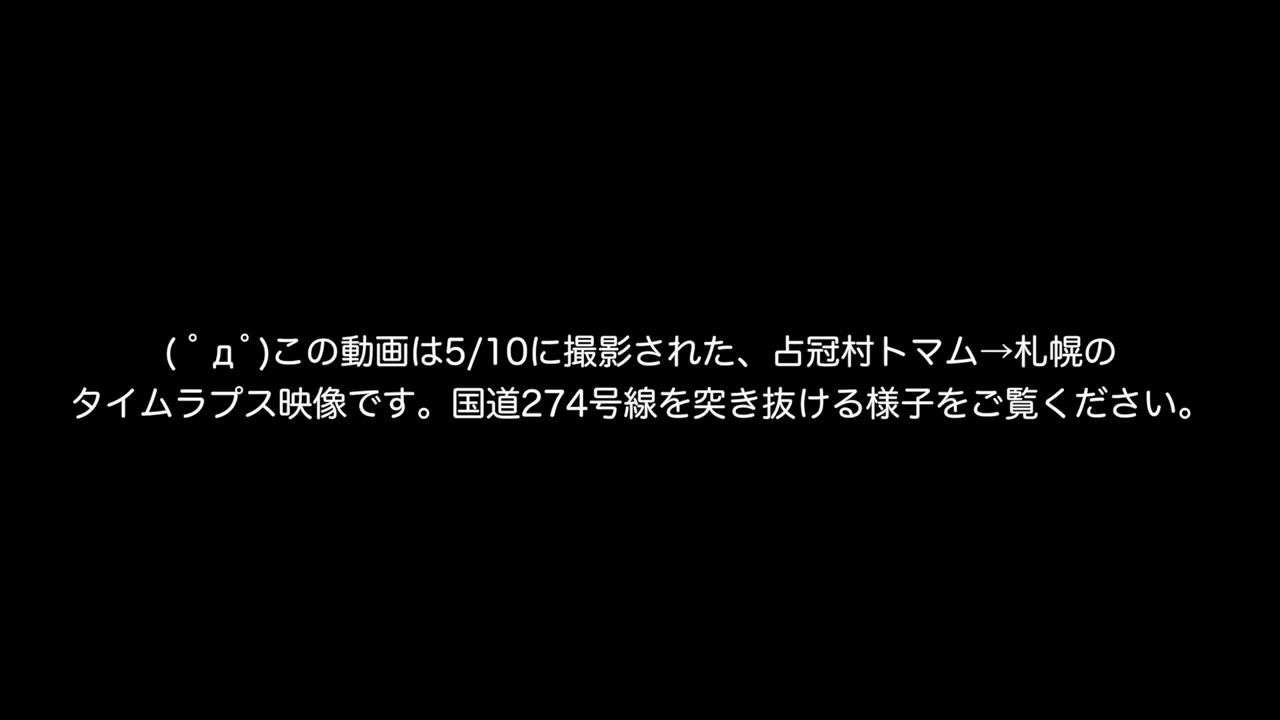 ( ﾟдﾟ)この動画は5/10に撮影された、占冠村トマム→札幌の
タイムラプス映像です。国道274号線を突き抜ける様子をご覧ください。